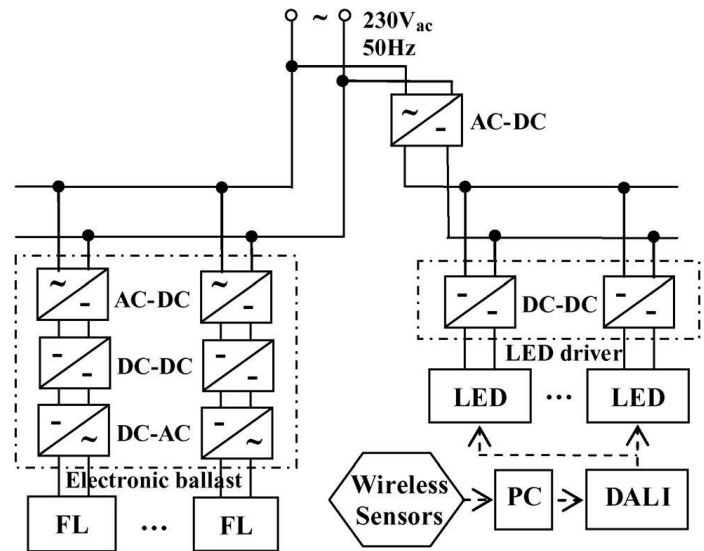 ~ 230Vac
50Hz
~ - AC-DC
~ - AC-DC ~ -
- - DC-DC - -
- ~ DC-AC - ~
Electronic ballast
FL ... FL
- - DC-DC - -
LED driver
LED ... LED
Wireless
Sensors
PC
DALI